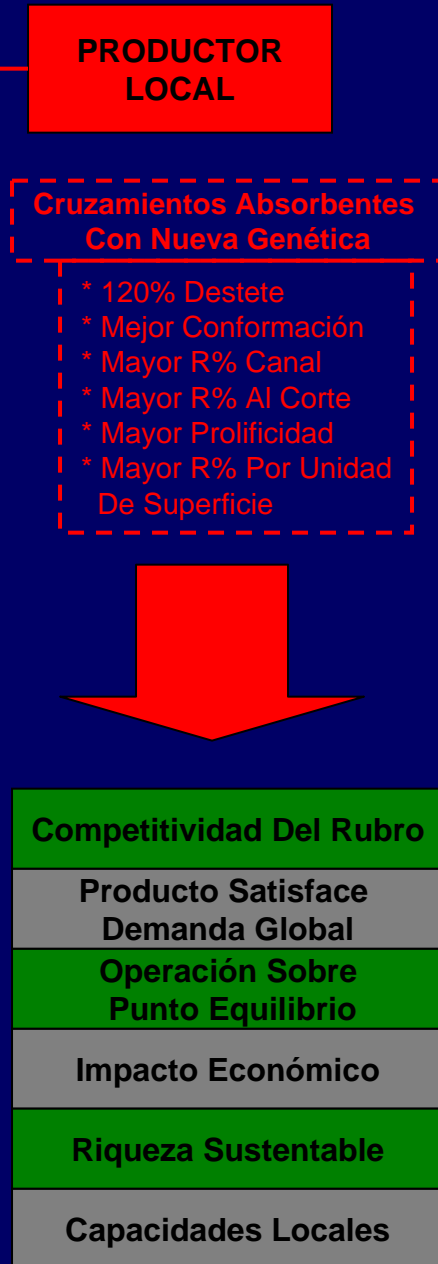 PRODUCTOR
LOCAL
Cruzamientos Absorbentes
Con Nueva Genética
* 120% Destete
* Mejor Conformación
* Mayor R% Canal
* Mayor R% Al Corte
* Mayor Prolificidad
* Mayor R% Por Unidad
De Superficie
Competitividad Del Rubro
Producto Satisface
Demanda Global
Operación Sobre
Punto Equilibrio
Impacto Económico
Riqueza Sustentable
Capacidades Locales